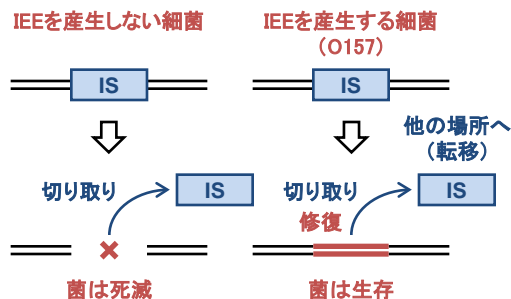 IEEを産生しない細菌
IS
切り取り
IS
菌は死滅
IEEを産生する細菌
（O157）
IS
他の場所へ
（転移）
切り取り
IS
修復
菌は生存